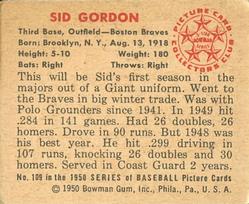 SID GORDON
Third Base, Outfield—Boston Braves
Born: Brooklyn, N. Y., Aug. 13, 1918
Height: 5-10 Weight: 180
Bats: Right Throws: Right
PICTURE CARD
COLLECTORS CLUB
This will be Sid's first season in the
majors out of a Giant uniform. Went to
the Braves in big winter trade. Was with
Polo Grounders since 1941. In 1949 hit
.284 in 141 games. Had 26 doubles, 26
homers. Drove in 90 runs. But 1948 was
his best year. He hit .299 driving in
107 runs, knocking 26 doubles and 30
homers. Served in Coast Guard 2 years.
No. 109 in the 1950 SERIES of BASEBALL Picture Cards
©1950 Bowman Gum, Inc., Phila., Pa., U. S. A.